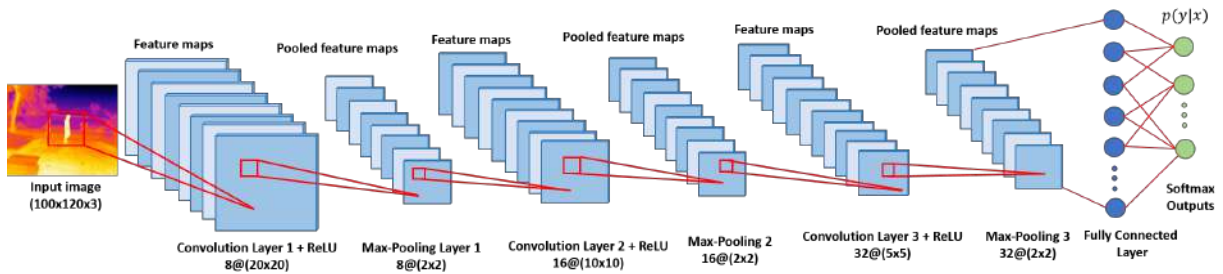 Feature maps
Pooled feature maps
Feature maps
Pooled feature maps
Feature maps
Pooled feature maps
p(y|x)
Input image
(100x120x3)
Convolution Layer 1 + ReLU
8@(20x20)
Max-Pooling Layer 1
8@(2x2)
Convolution Layer 2 + ReLU
16@(10x10)
Max-Pooling 2
16@(2x2)
Convolution Layer 3 + ReLU
32@(5x5)
Max-Pooling 3
32@(2x2)
Fully Connected
Layer
Softmax
Outputs